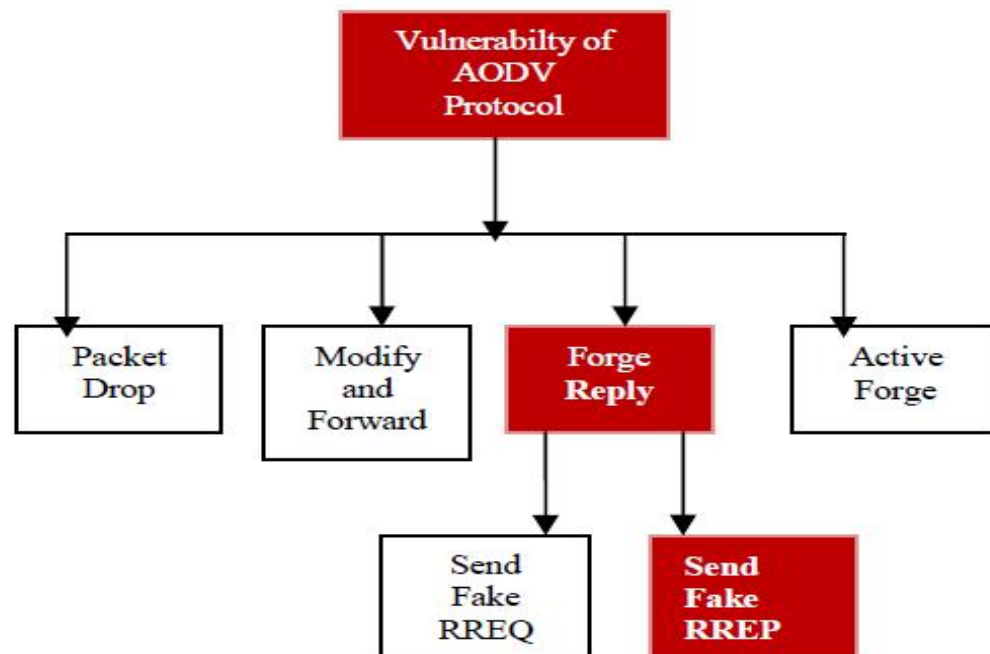 Vulnerabilty of
AODV
Protocol
Packet
Drop
Modify
and
Forward
Forge
Reply
Active
Forge
Send
Fake
RREQ
Send
Fake
RREP